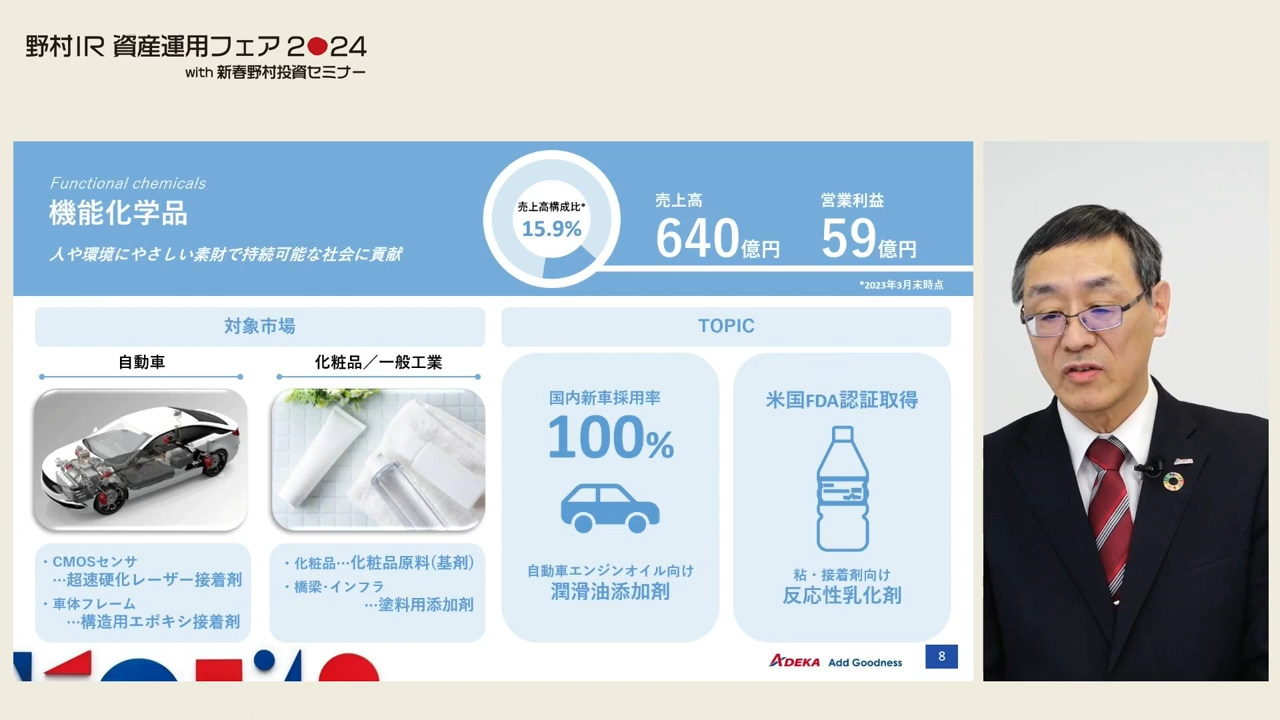 野村IR 資産運用フェア 2024
with 新春野村投資セミナー
Functional chemicals
機能化学品
人や環境にやさしい素財で持続可能な社会に貢献
売上高構成比*
15.9%
売上高
640億円
営業利益
59億円
*2023年3月末時点
対象市場
自動車
化粧品／一般工業
・CMOSセンサ
…超速硬化レーザー接着剤
・車体フレーム
…構造用エポキシ接着剤
・化粧品…化粧品原料(基剤)
・橋梁・インフラ
…塗料用添加剤
TOPIC
国内新車採用率
100%
自動車エンジンオイル向け
潤滑油添加剤
米国FDA認証取得
粘・接着剤向け
反応性乳化剤
ADEKA Add Goodness
8